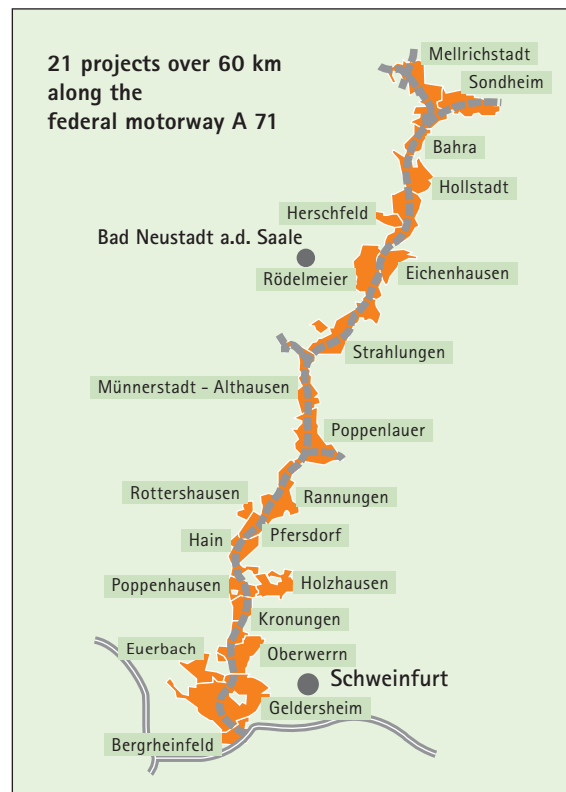 21 projects over 60 km
along the
federal motorway A 71
Mellrichstadt
Sondheim
Bahra
Hollstadt
Herschfeld
Bad Neustadt a.d. Saale
Rödelmeier
Eichenhausen
Strahlungen
Münnerstadt - Althausen
Poppenlauer
Rottershausen
Rannungen
Pfersdorf
Hain
Poppenhausen
Holzhausen
Kronungen
Euerbach
Oberwerrn
Schweinfurt
Geldersheim
Bergrheinfeld